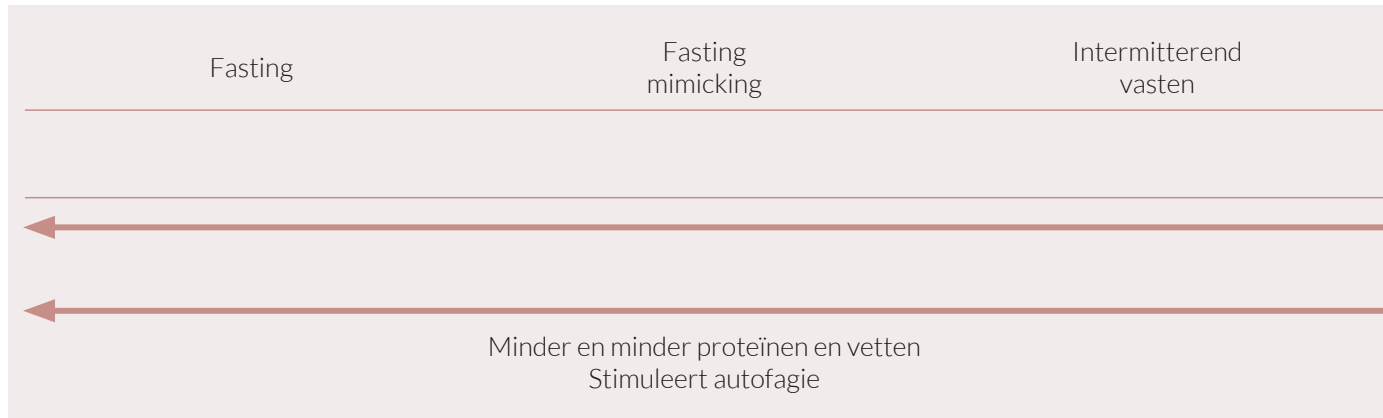 Fasting
Fasting
mimicking
Intermitterend
vasten
Minder en minder proteïnen en vetten
Stimuleert autofagie